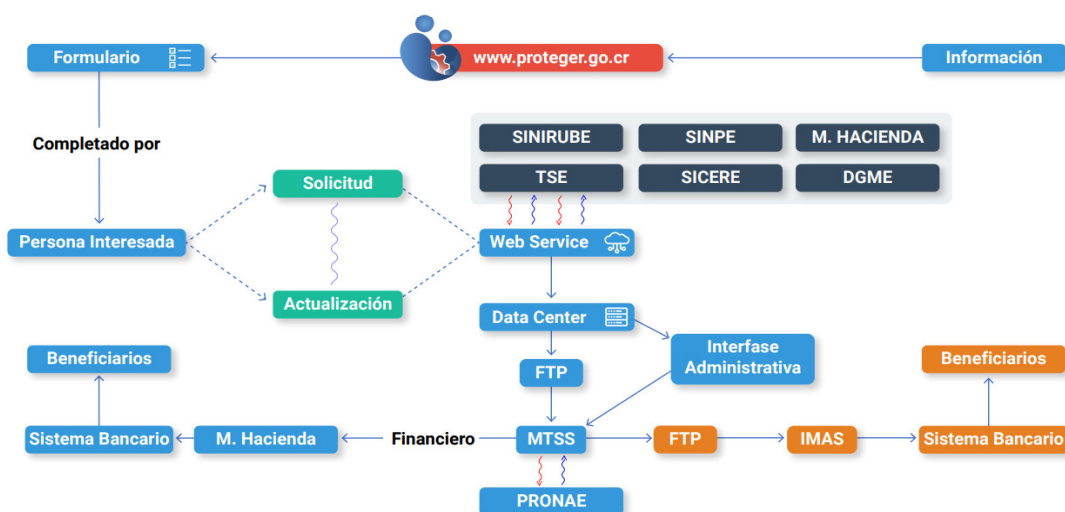 Formulario
www.proteger.go.cr
Información
Completado por
SINIRUBE
SINPE
M. HACIENDA
TSE
SICERE
DGME
Solicitud
Persona Interesada
Web Service
Actualización
Data Center
Interfase
Administrativa
Beneficiarios
FTP
Beneficiarios
Sistema Bancario
M. Hacienda
Financiero
MTSS
FTP
IMAS
Sistema Bancario
PRONAE